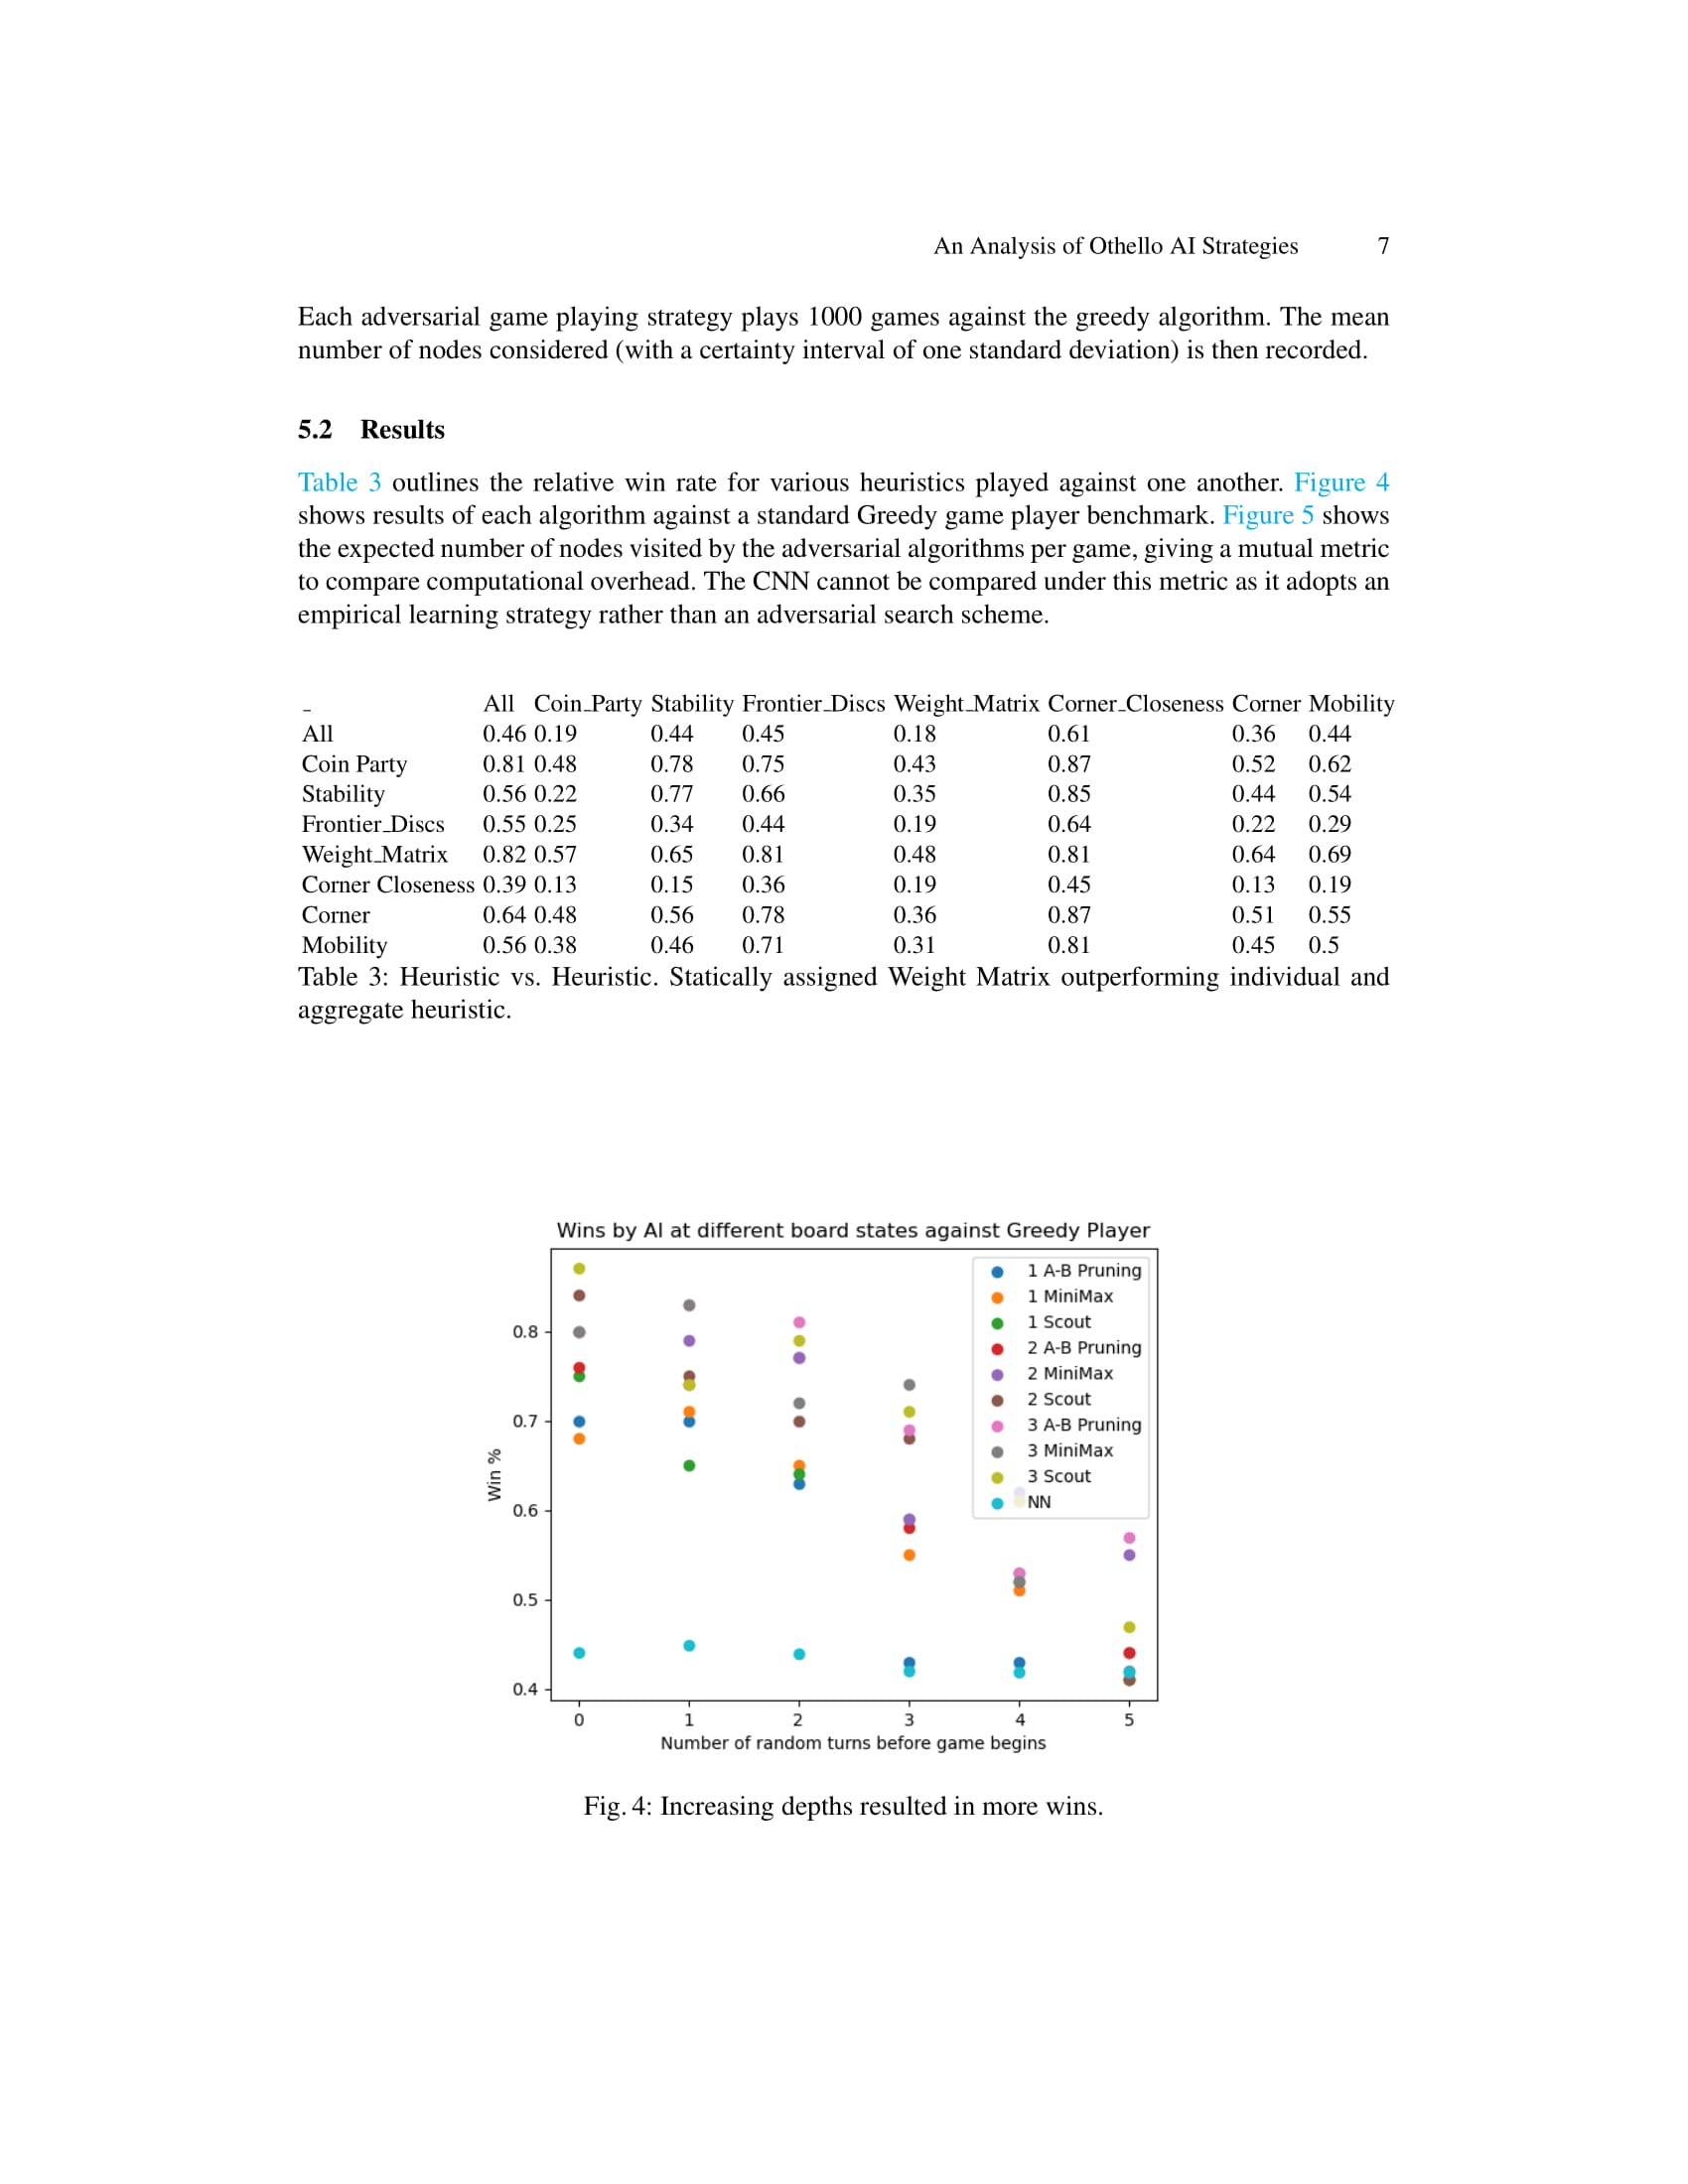 An Analysis of Othello AI Strategies 7
Each adversarial game playing strategy plays 1000 games against the greedy algorithm. The mean
number of nodes considered (with a certainty interval of one standard deviation) is then recorded.
5.2 Results
Table 3 outlines the relative win rate for various heuristics played against one another. Figure 4
shows results of each algorithm against a standard Greedy game player benchmark. Figure 5 shows
the expected number of nodes visited by the adversarial algorithms per game, giving a mutual metric
to compare computational overhead. The CNN cannot be compared under this metric as it adopts an
empirical learning strategy rather than an adversarial search scheme.
_ All Coin_Party Stability Frontier_Discs Weight_Matrix Corner_Closeness Corner Mobility
All 0.46 0.19 0.44 0.45 0.18 0.61 0.36 0.44
Coin Party 0.81 0.48 0.78 0.75 0.43 0.87 0.52 0.62
Stability 0.56 0.22 0.77 0.66 0.35 0.85 0.44 0.54
Frontier_Discs 0.55 0.25 0.34 0.44 0.19 0.64 0.22 0.29
Weight_Matrix 0.82 0.57 0.65 0.81 0.48 0.81 0.64 0.69
Corner Closeness 0.39 0.13 0.15 0.36 0.19 0.45 0.13 0.19
Corner 0.64 0.48 0.56 0.78 0.36 0.87 0.51 0.55
Mobility 0.56 0.38 0.46 0.71 0.31 0.81 0.45 0.5
Table 3: Heuristic vs. Heuristic. Statically assigned Weight Matrix outperforming individual and
aggregate heuristic.
Wins by AI at different board states against Greedy Player
1 A-B Pruning
1 MiniMax
1 Scout
2 A-B Pruning
2 MiniMax
2 Scout
3 A-B Pruning
3 MiniMax
3 Scout
NN
Win %
0.8
0.7
0.6
0.5
0.4
0 1 2 3 4 5
Number of random turns before game begins
Fig. 4: Increasing depths resulted in more wins.